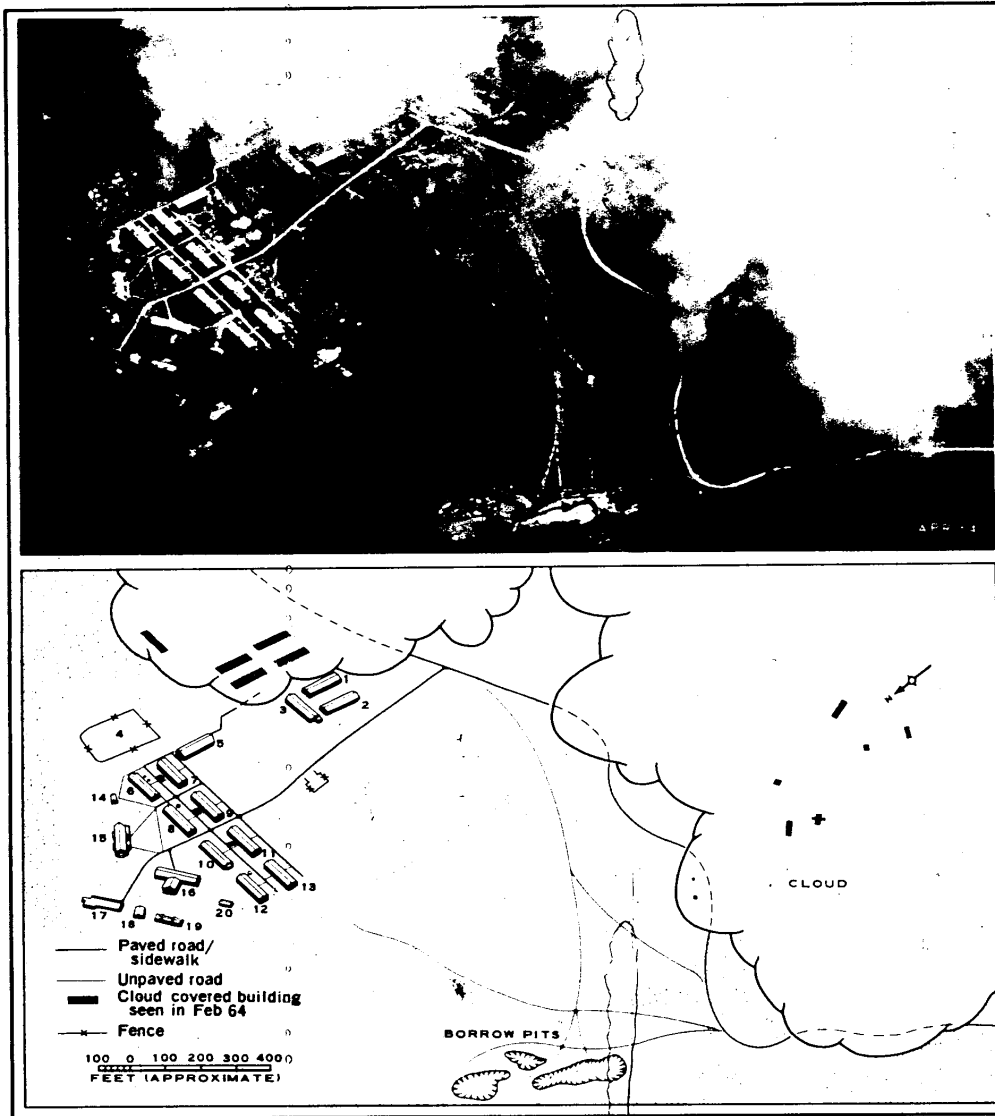 APR 64
1
2
3
4
5
6
7
8
9
10
11
12
13
14
15
16
17
18
19
20
N
CLOUD
Paved road/
sidewalk
Unpaved road
Cloud covered building
seen in Feb 64
Fence
100 0 100 200 300 400
FEET (APPROXIMATE)
BORROW PITS